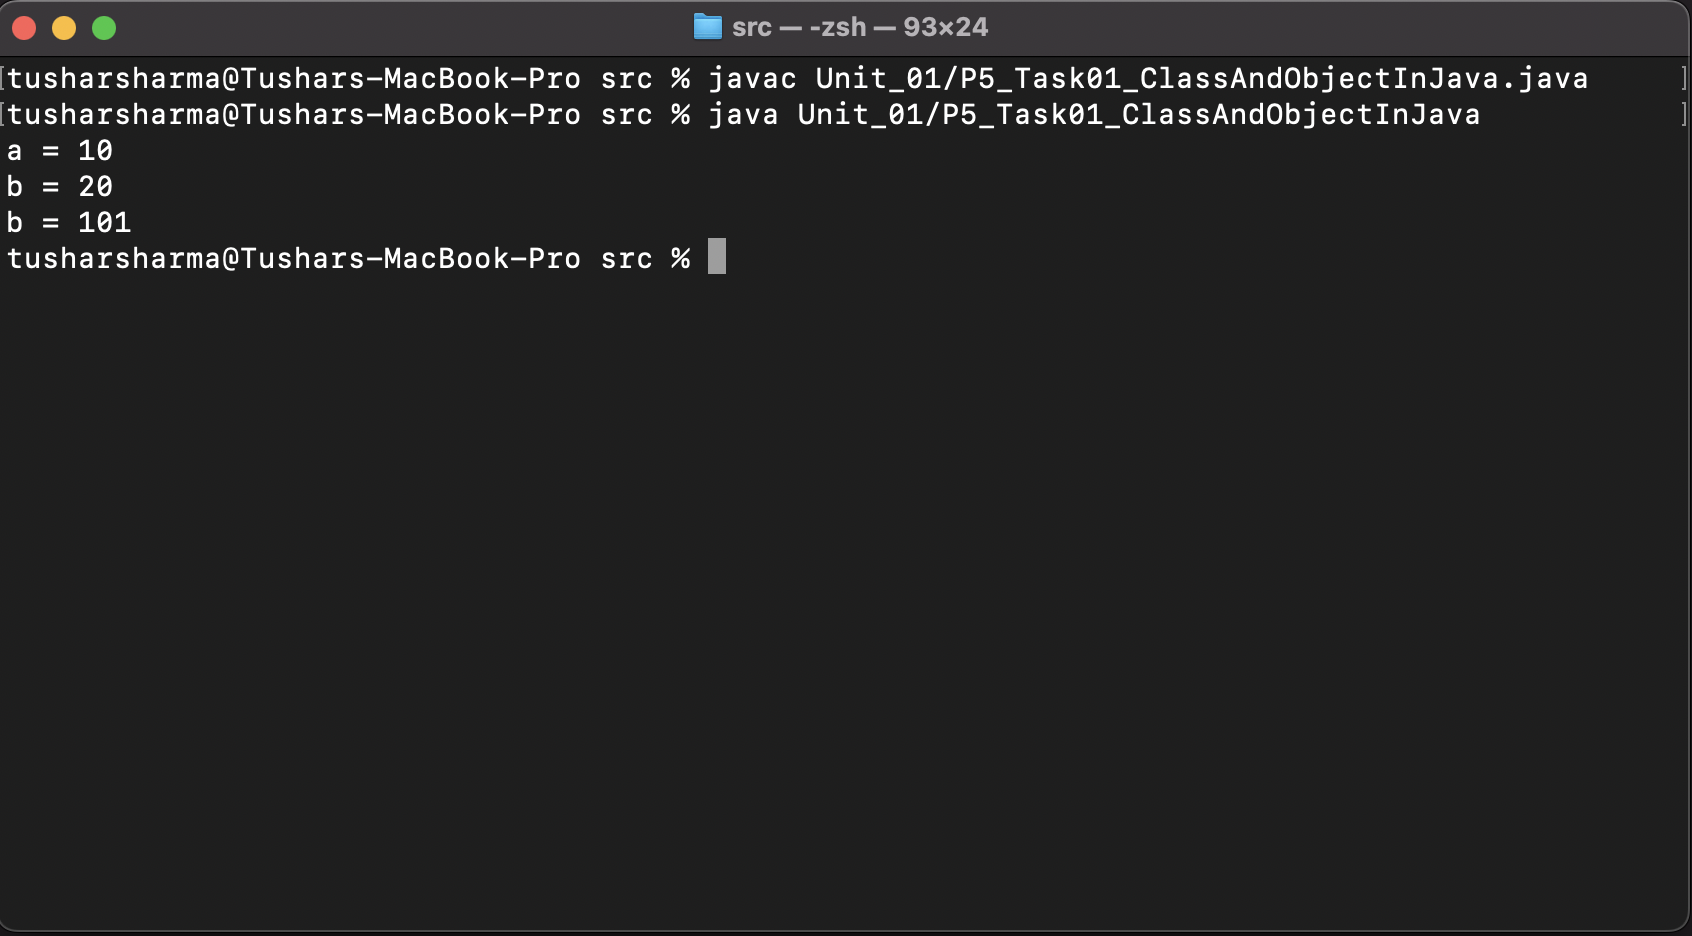 src — -zsh — 93×24
[tusharsharma@Tushars-MacBook-Pro src % javac Unit_01/P5_Task01_ClassAndObjectInJava.java ]
[tusharsharma@Tushars-MacBook-Pro src % java Unit_01/P5_Task01_ClassAndObjectInJava ]
a = 10
b = 20
b = 101
tusharsharma@Tushars-MacBook-Pro src %